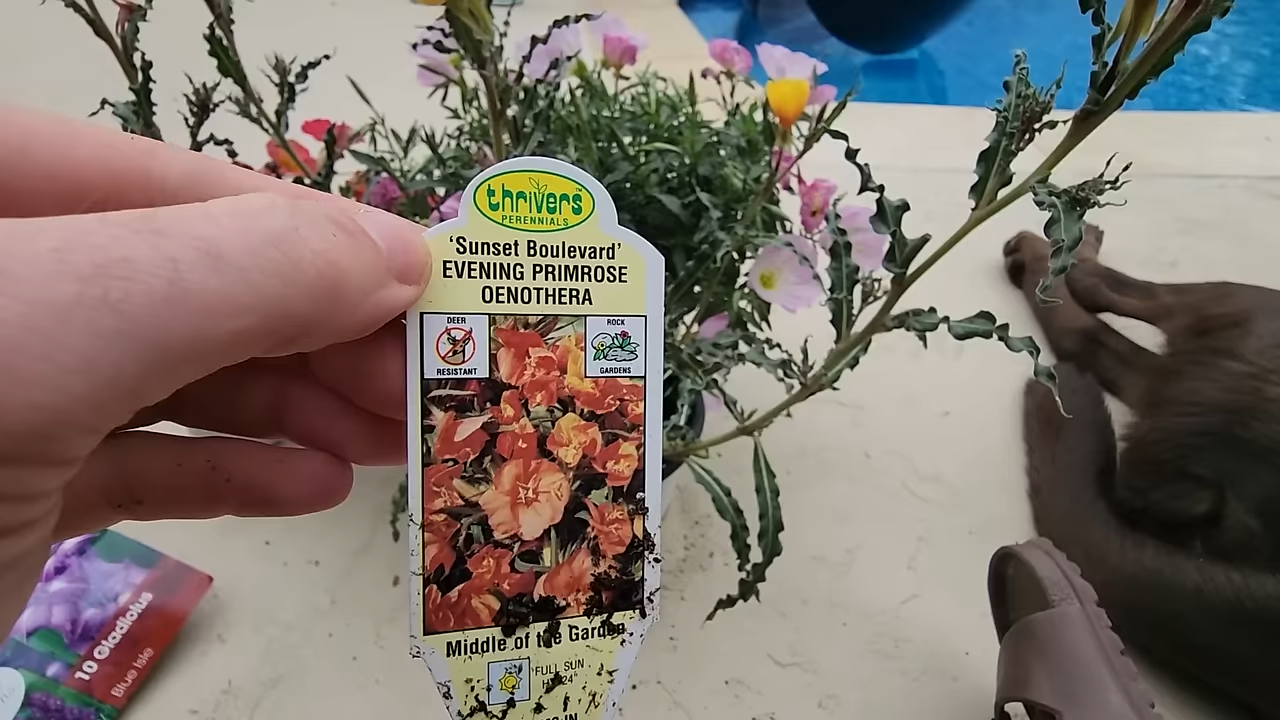 thrivers™
PERENNIALS
'Sunset Boulevard'
EVENING PRIMROSE
OENOTHERA
DEER
RESISTANT
ROCK
GARDENS
Middle of the Garden
FULL SUN
10 Gladiolus
Blue Isle